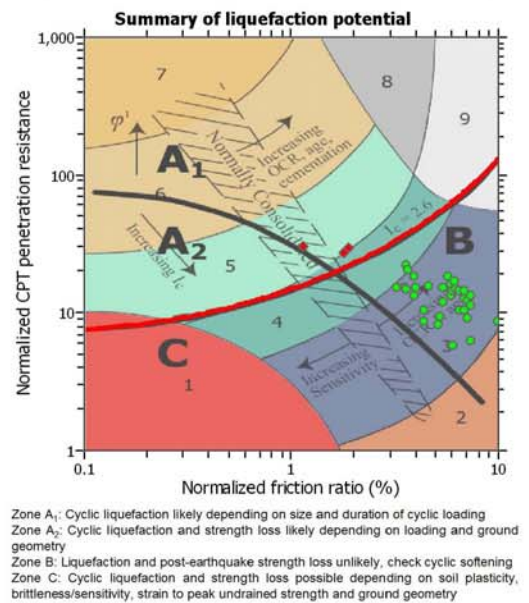 Summary of liquefaction potential
1,000
100
10
1
Normalized CPT penetration resistance
7
8
9
φ'
A1
6
Normally Consolidated
Increasing
OCR, age,
cementation
Ic = 2.6
A2
Increasing Ic
5
B
4
3
C
1
Increasing
Sensitivity
2
0.1
1
10
Normalized friction ratio (%)
Zone A1: Cyclic liquefaction likely depending on size and duration of cyclic loading
Zone A2: Cyclic liquefaction and strength loss likely depending on loading and ground
geometry
Zone B: Liquefaction and post-earthquake strength loss unlikely, check cyclic softening
Zone C: Cyclic liquefaction and strength loss possible depending on soil plasticity,
brittleness/sensitivity, strain to peak undrained strength and ground geometry